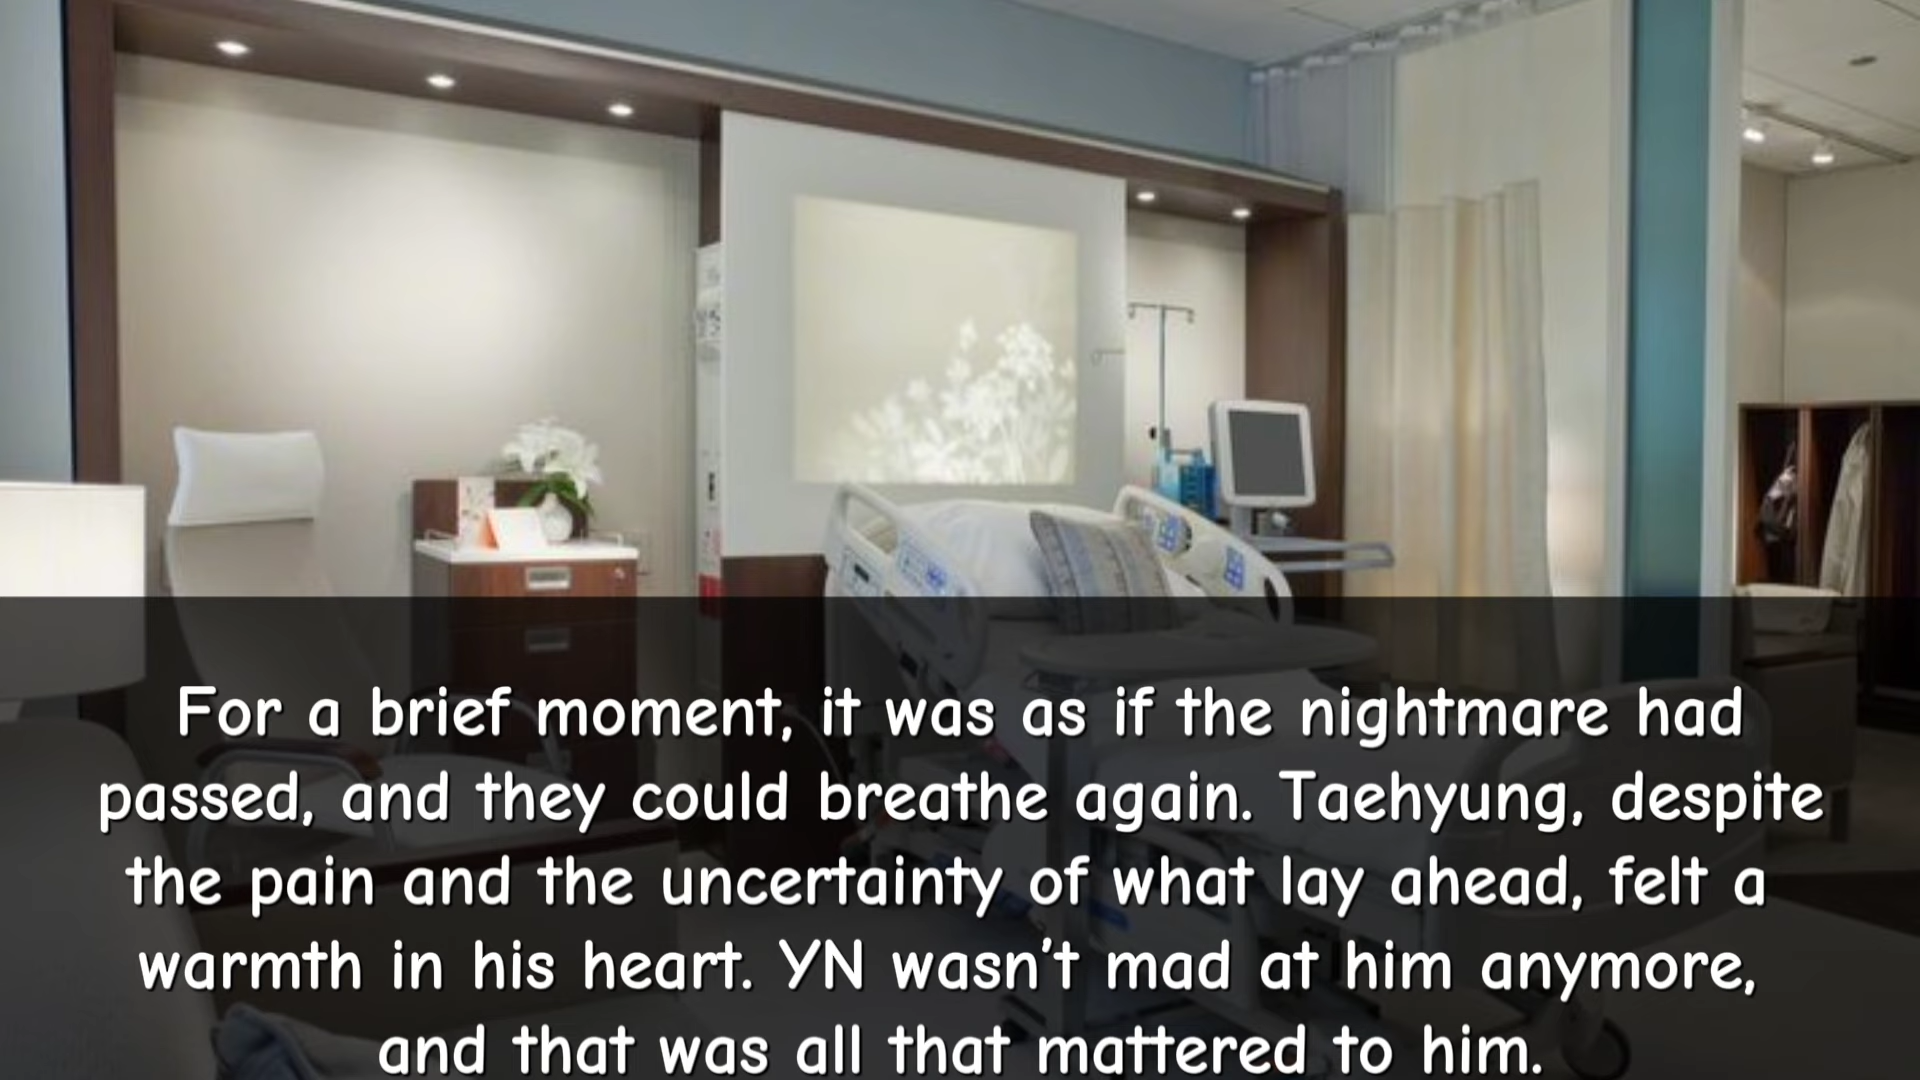 For a brief moment, it was as if the nightmare had
passed, and they could breathe again. Taehyung, despite
the pain and the uncertainty of what lay ahead, felt a
warmth in his heart. YN wasn't mad at him anymore,
and that was all that mattered to him.